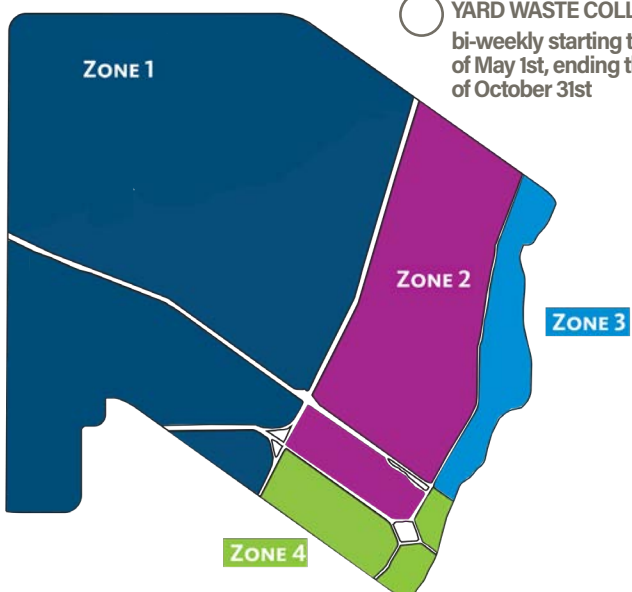 YARD WASTE COLL
bi-weekly starting t
of May 1st, ending th
of October 31st
ZONE 1
ZONE 2
ZONE 3
ZONE 4